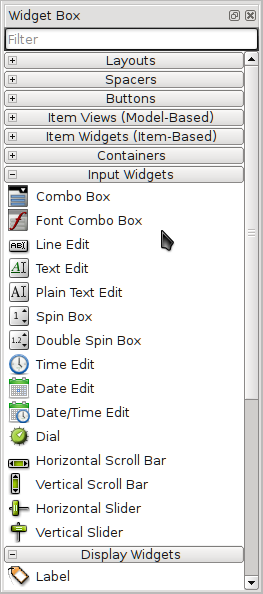 Widget Box
Filter
Layouts
Spacers
Buttons
Item Views (Model-Based)
Item Widgets (Item-Based)
Containers
Input Widgets
Combo Box
Font Combo Box
Line Edit
Text Edit
Plain Text Edit
Spin Box
Double Spin Box
Time Edit
Date Edit
Date/Time Edit
Dial
Horizontal Scroll Bar
Vertical Scroll Bar
Horizontal Slider
Vertical Slider
Display Widgets
Label